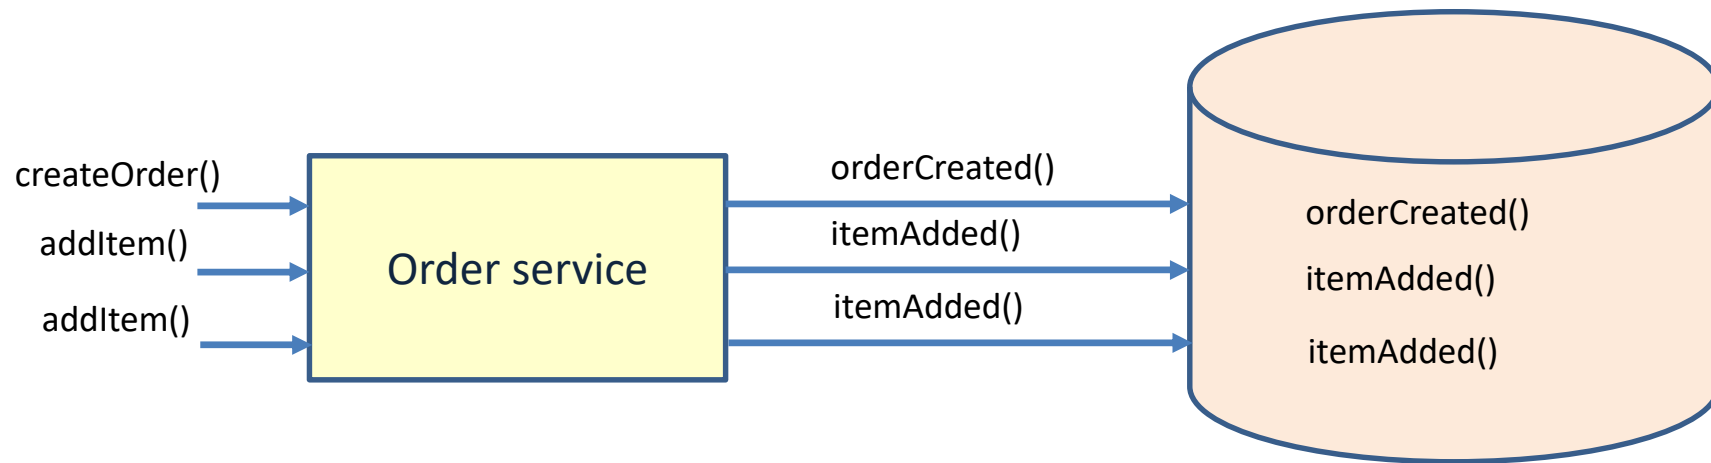 createOrder()
addItem()
addItem()
Order service
orderCreated()
itemAdded()
itemAdded()
orderCreated()
itemAdded()
itemAdded()